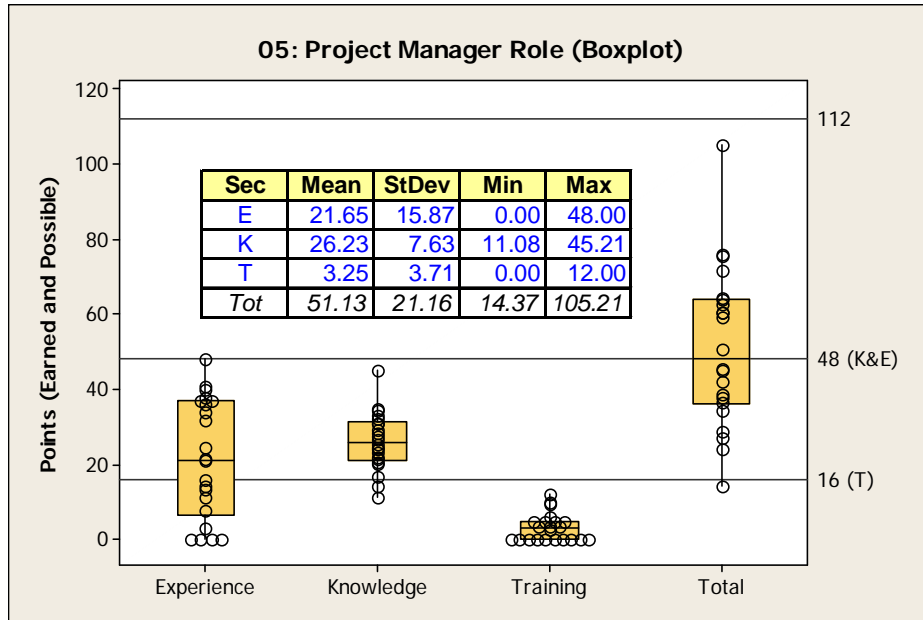 05: Project Manager Role (Boxplot)
Points (Earned and Possible)
120
100
80
60
40
20
0
112
48 (K&E)
16 (T)
Sec Mean StDev Min Max
E 21.65 15.87 0.00 48.00
K 26.23 7.63 11.08 45.21
T 3.25 3.71 0.00 12.00
Tot 51.13 21.16 14.37 105.21
Experience Knowledge Training Total